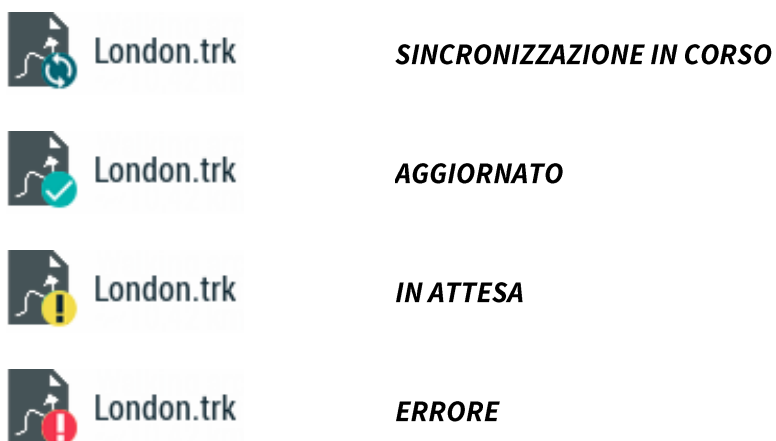 London.trk SINCRONIZZAZIONE IN CORSO
London.trk AGGIORNATO
London.trk IN ATTESA
London.trk ERRORE